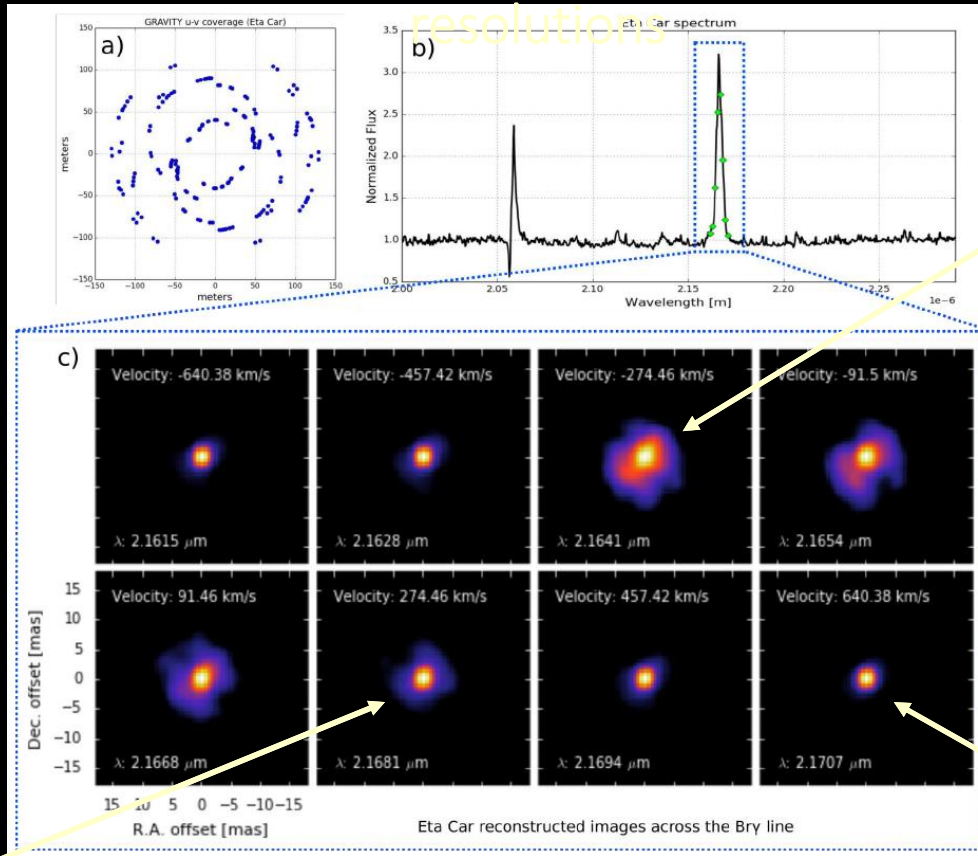 resolutions
GRAVITY u-v coverage (Eta Car)
a)
150
100
50
0
−50
−100
−150
meters
−150 −100 −50 0 50 100 150
meters
Eta Car spectrum
b)
3.5
3.0
2.5
2.0
1.5
1.0
0.5
Normalized Flux
2.00 2.05 2.10 2.15 2.20 2.25
1e−6
Wavelength [m]
c)
Velocity: -640.38 km/s
λ: 2.1615 μm
Velocity: -457.42 km/s
λ: 2.1628 μm
Velocity: -274.46 km/s
λ: 2.1641 μm
Velocity: -91.5 km/s
λ: 2.1654 μm
Velocity: 91.46 km/s
λ: 2.1668 μm
Velocity: 274.46 km/s
λ: 2.1681 μm
Velocity: 457.42 km/s
λ: 2.1694 μm
Velocity: 640.38 km/s
λ: 2.1707 μm
15
10
5
0
−5
−10
−15
Dec. offset [mas]
15 10 5 0 −5 −10−15
R.A. offset [mas]
Eta Car reconstructed images across the Brγ line